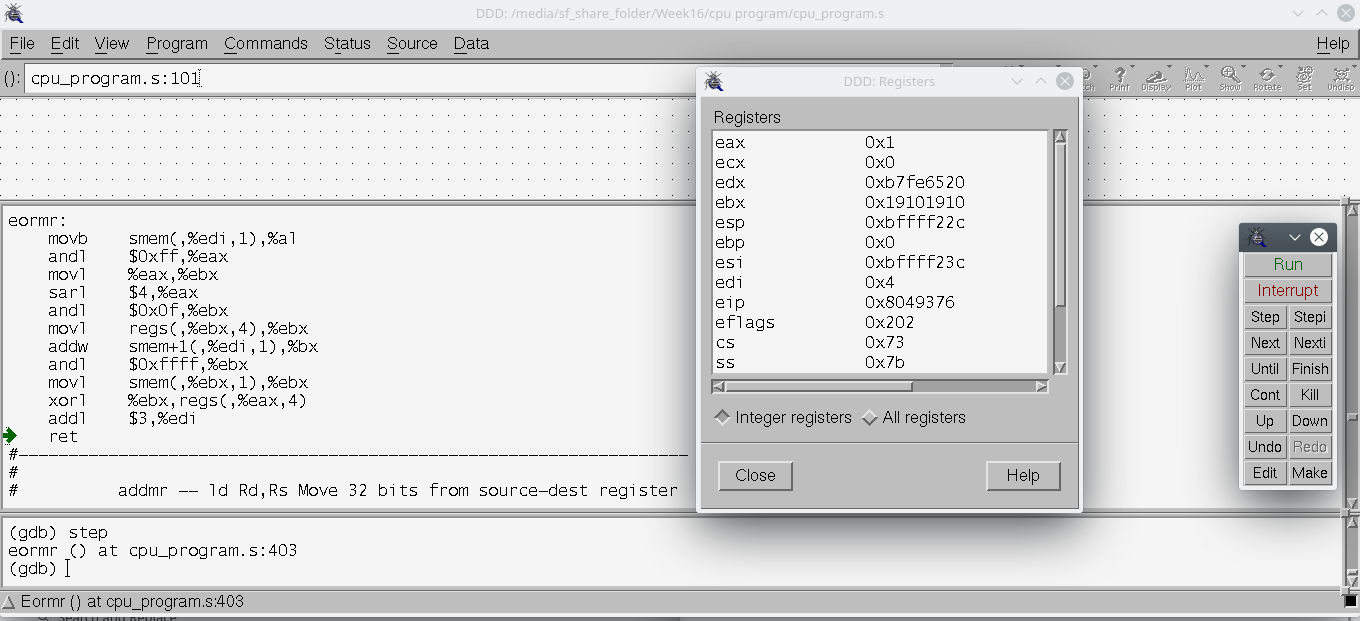 DDD: /media/sf_share_folder/Week16/cpu program/cpu_program.s
File Edit View Program Commands Status Source Data Help
(): cpu_program.s:101
Print Display Plot Show Rotate Set Undisp
DDD: Registers
Registers
eax 0x1
ecx 0x0
edx 0xb7fe6520
ebx 0x19101910
esp 0xbffff22c
ebp 0x0
esi 0xbffff23c
edi 0x4
eip 0x8049376
eflags 0x202
cs 0x73
ss 0x7b
Integer registers All registers
Close Help
eormr:
movb smem(,%edi,1),%al
andl $0xff,%eax
movl %eax,%ebx
sarl $4,%eax
andl $0x0f,%ebx
movl regs(,%ebx,4),%ebx
addw smem+1(,%edi,1),%bx
andl $0xffff,%ebx
movl smem(,%ebx,1),%ebx
xorl %ebx,regs(,%eax,4)
addl $3,%edi
ret
#-------------------------------------------------------------------
#
# addmr -- ld Rd,Rs Move 32 bits from source-dest register
Run
Interrupt
Step Stepi
Next Nexti
Until Finish
Cont Kill
Up Down
Undo Redo
Edit Make
(gdb) step
eormr () at cpu_program.s:403
(gdb)
Eormr () at cpu_program.s:403
Search and Replace